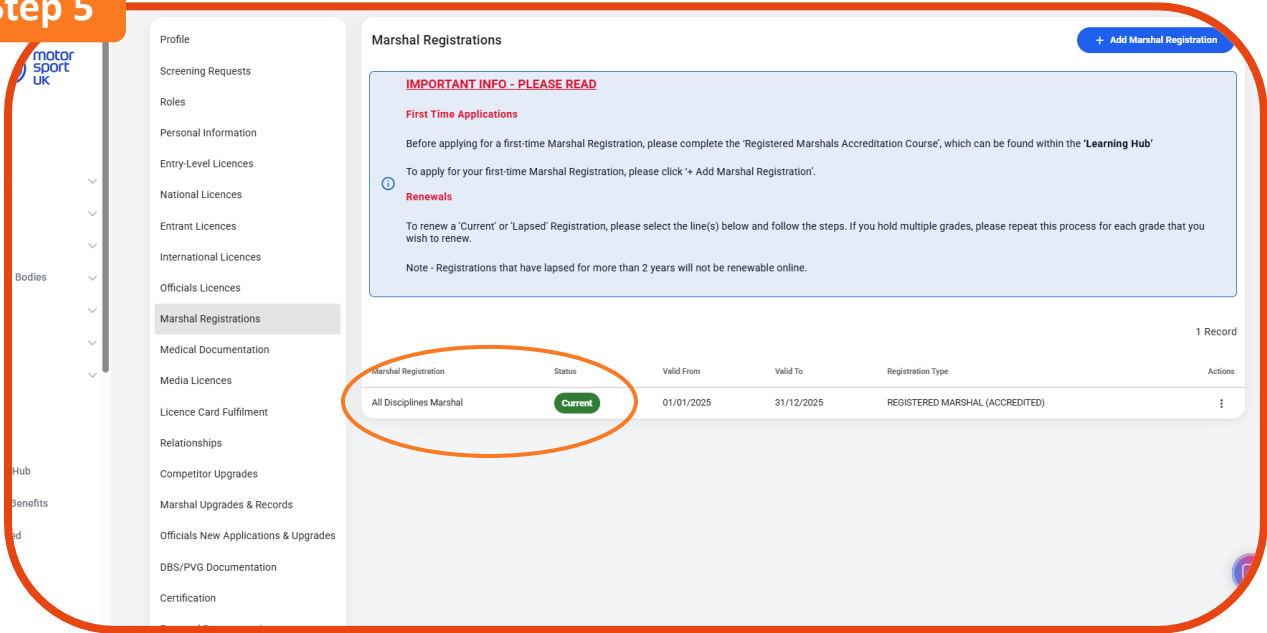 Step 5
motor
sport
UK
Bodies
Hub
Benefits
Profile
Screening Requests
Roles
Personal Information
Entry-Level Licences
National Licences
Entrant Licences
International Licences
Officials Licences
Marshal Registrations
Medical Documentation
Media Licences
Licence Card Fulfilment
Relationships
Competitor Upgrades
Marshal Upgrades & Records
Officials New Applications & Upgrades
DBS/PVG Documentation
Certification
Marshal Registrations
+ Add Marshal Registration
IMPORTANT INFO - PLEASE READ
First Time Applications
Before applying for a first-time Marshal Registration, please complete the 'Registered Marshals Accreditation Course', which can be found within the 'Learning Hub'
To apply for your first-time Marshal Registration, please click '+ Add Marshal Registration'.
Renewals
To renew a 'Current' or 'Lapsed' Registration, please select the line(s) below and follow the steps. If you hold multiple grades, please repeat this process for each grade that you
wish to renew.
Note - Registrations that have lapsed for more than 2 years will not be renewable online.
1 Record
Marshal Registration Status Valid From Valid To Registration Type Actions
All Disciplines Marshal Current 01/01/2025 31/12/2025 REGISTERED MARSHAL (ACCREDITED)